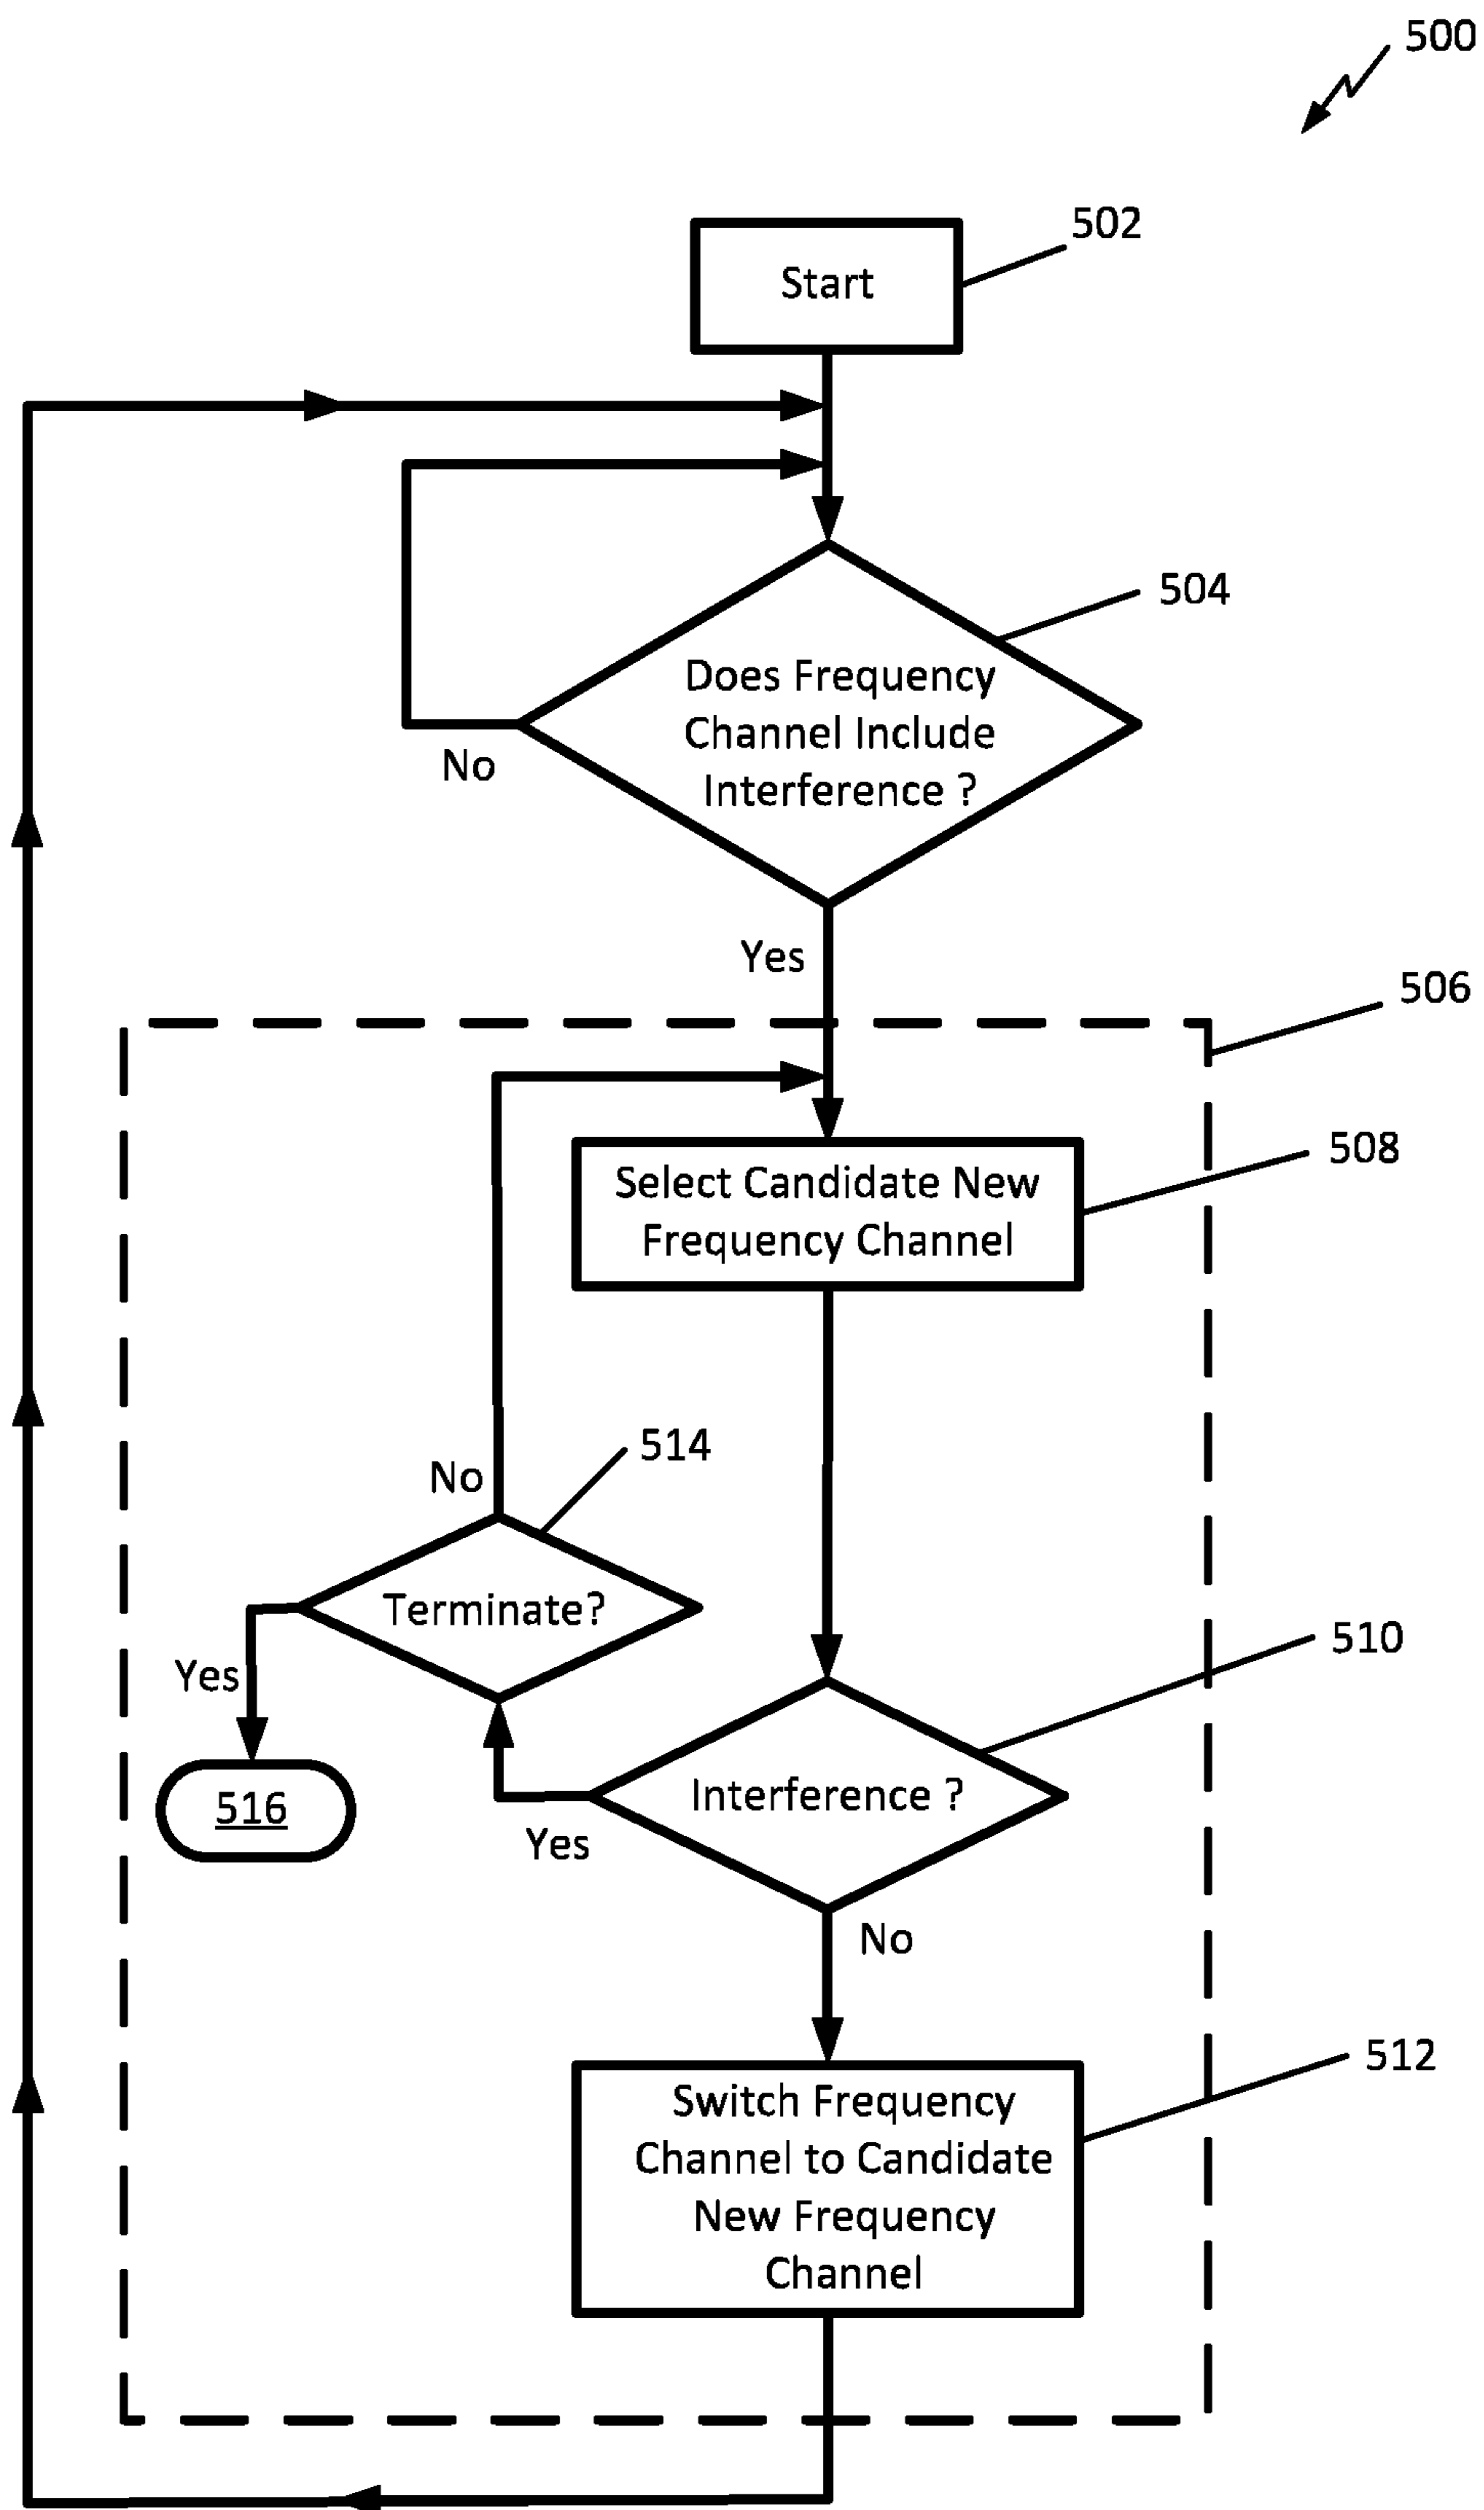 500
502
Start
504
Does Frequency
Channel Include
Interference ?
No
Yes
506
508
Select Candidate New
Frequency Channel
514
No
Terminate?
510
Yes
Interference ?
516
Yes
No
512
Switch Frequency
Channel to Candidate
New Frequency
Channel